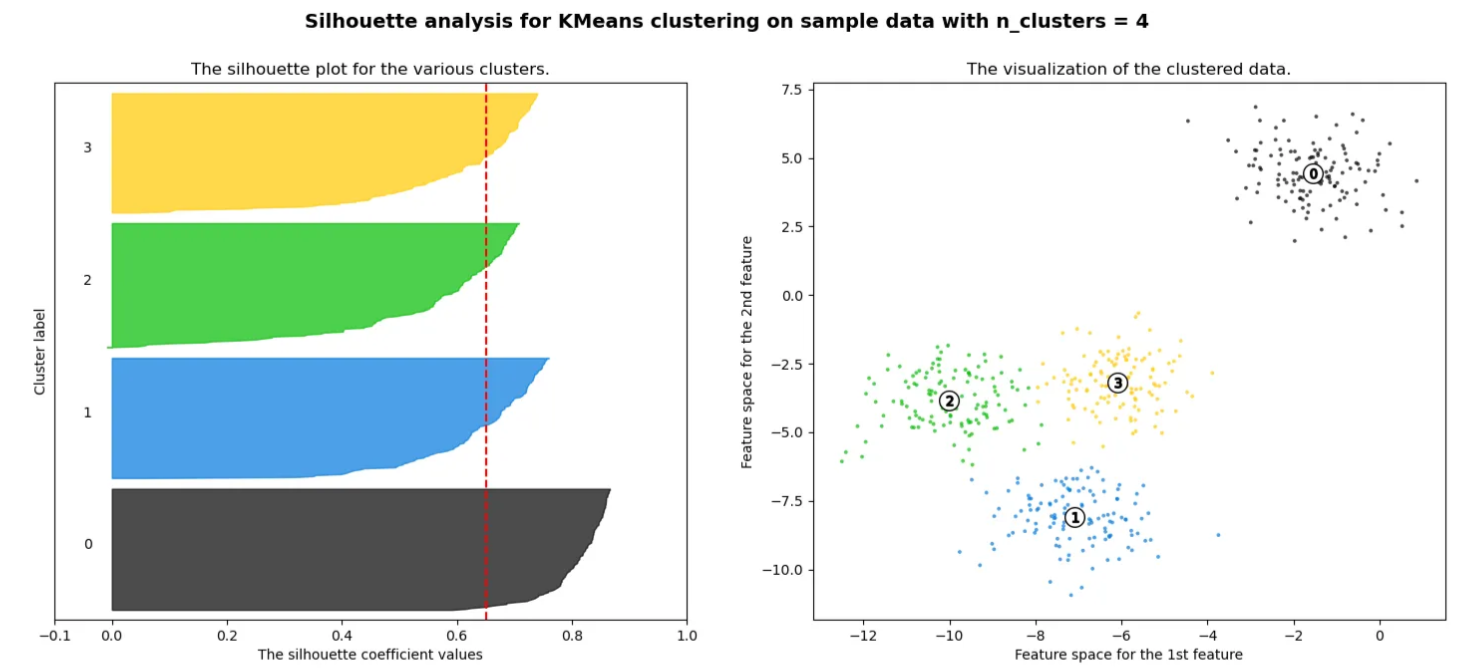 Silhouette analysis for KMeans clustering on sample data with n_clusters = 4
The silhouette plot for the various clusters.
Cluster label
3
2
1
0
−0.1 0.0 0.2 0.4 0.6 0.8 1.0
The silhouette coefficient values
The visualization of the clustered data.
Feature space for the 2nd feature
7.5
5.0
2.5
0.0
−2.5
−5.0
−7.5
−10.0
0
3
2
1
−12 −10 −8 −6 −4 −2 0
Feature space for the 1st feature